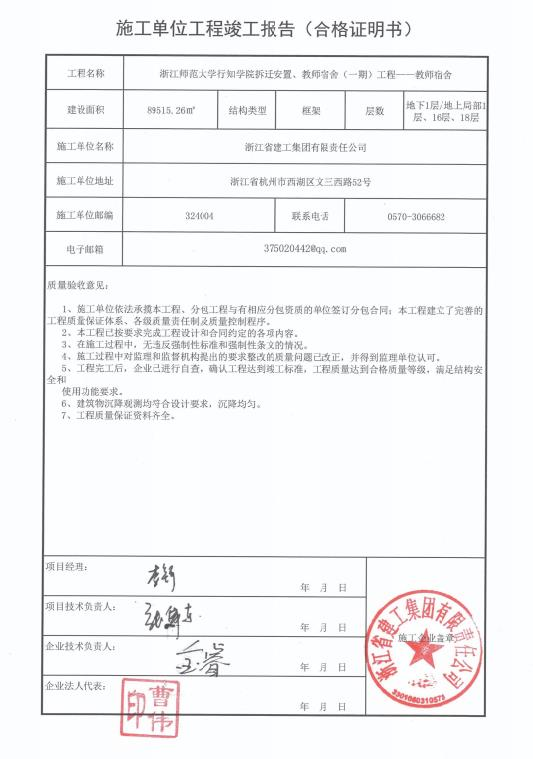 施工单位工程竣工报告（合格证明书）
工程名称 浙江师范大学行知学院拆迁安置、教师宿舍（一期）工程——教师宿舍
建设面积 89515.26㎡ 结构类型 框架 层数 地下1层/地上局部1
层、16层、18层
施工单位名称 浙江省建工集团有限责任公司
施工单位地址 浙江省杭州市西湖区文三西路52号
施工单位邮编 324004 联系电话 0570-3066682
电子邮箱 375020442@qq.com
质量验收意见：
1、施工单位依法承揽本工程、分包工程与有相应分包资质的单位签订分包合同；本工程建立了完善的
工程质量保证体系、各级质量责任制及质量控制程序。
2、本工程已按要求完成工程设计和合同约定的各项内容。
3、在施工过程中，无违反强制性标准和强制性条文的情况。
4、施工过程中对监理和监督机构提出的要求整改的质量问题已改正，并得到监理单位认可。
5、工程完工后，企业已进行自查，确认工程达到竣工标准，工程质量达到合格质量等级，满足结构安
全和
使用功能要求。
6、建筑物沉降观测均符合设计要求，沉降均匀。
7、工程质量保证资料齐全。
项目经理：
年 月 日
项目技术负责人：
年 月 日
企业技术负责人：
年 月 日
企业法人代表：
年 月 日
曹伟印
施工企业盖章：
浙江省建工集团有限责任公司